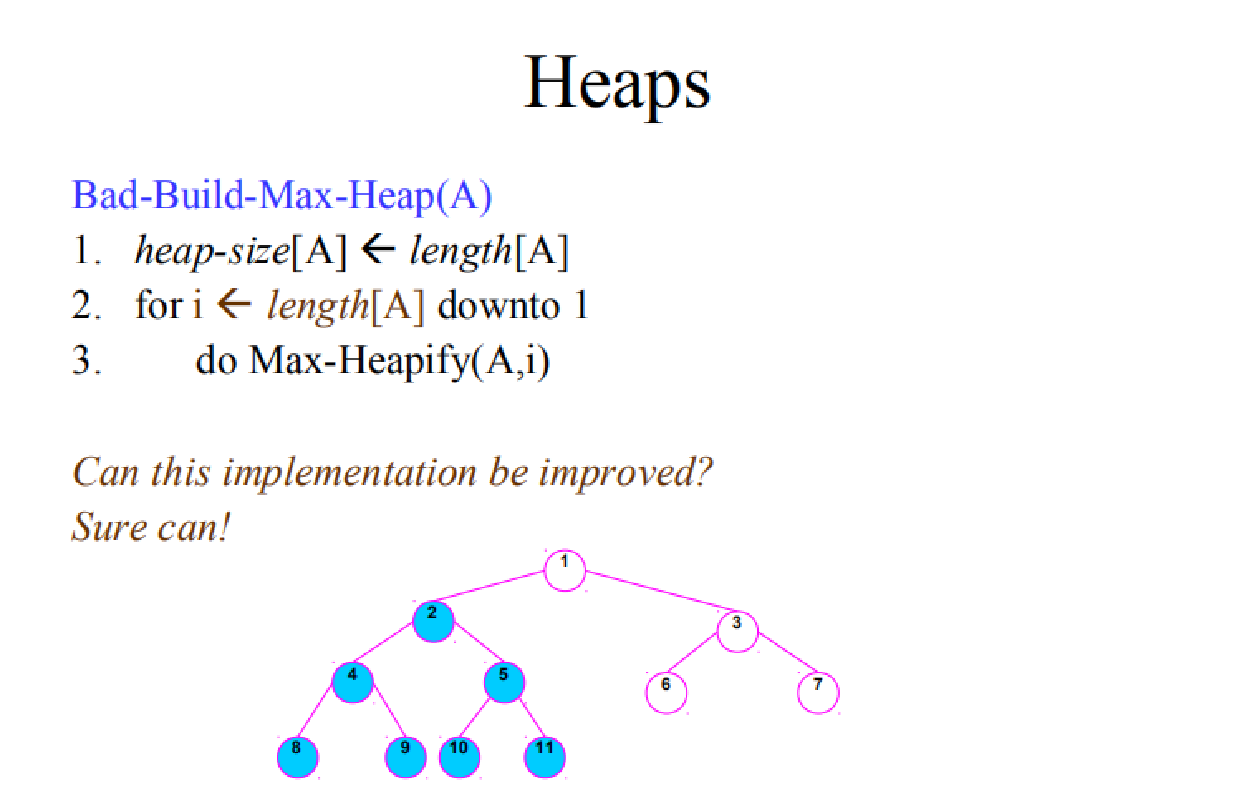 Heaps
Bad-Build-Max-Heap(A)
1. heap-size[A] ← length[A]
2. for i ← length[A] downto 1
3. do Max-Heapify(A,i)
Can this implementation be improved?
Sure can!
1
2
3
4
5
6
7
8
9
10
11